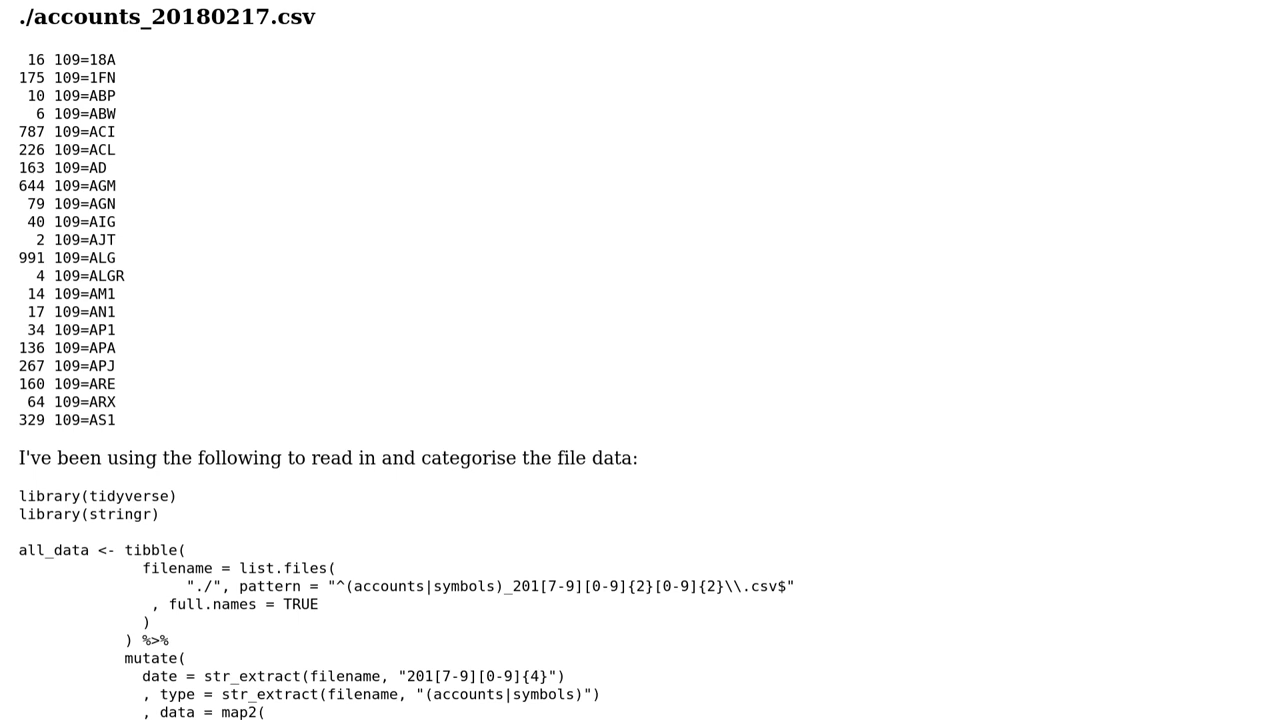 ./accounts_20180217.csv
 16 109=18A
175 109=1FN
 10 109=ABP
  6 109=ABW
787 109=ACI
226 109=ACL
163 109=AD
644 109=AGM
 79 109=AGN
 40 109=AIG
  2 109=AJT
991 109=ALG
  4 109=ALGR
 14 109=AM1
 17 109=AN1
 34 109=AP1
136 109=APA
267 109=APJ
160 109=ARE
 64 109=ARX
329 109=AS1
I've been using the following to read in and categorise the file data:
library(tidyverse)
library(stringr)
all_data <- tibble(
              filename = list.files(
                   "./", pattern = "^(accounts|symbols)_201[7-9][0-9]{2}[0-9]{2}\\.csv$"
               , full.names = TRUE
              )
            ) %>%
            mutate(
              date = str_extract(filename, "201[7-9][0-9]{4}")
              , type = str_extract(filename, "(accounts|symbols)")
              , data = map2(